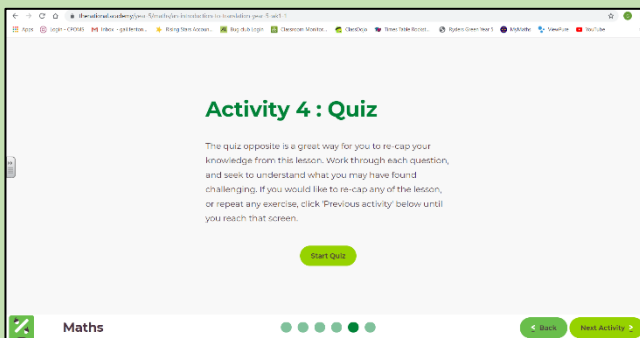 thenational.academy/year-5/maths/an-introduction-to-translation-year-5-wk1-1
Apps
Login - CPOMS
Rising Stars Account...
Bug club Login
Classroom Monitor...
ClassDojo
Times Table Rockst...
Ryders Green Year 5
MyMaths
ViewPure
YouTube
Activity 4 : Quiz
The quiz opposite is a great way for you to re-cap your
knowledge from this lesson. Work through each question,
and seek to understand what you may have found
challenging. If you would like to re-cap any of the lesson,
or repeat any exercise, click 'Previous activity' below until
you reach that screen.
Start Quiz
Maths
Back
Next Activity